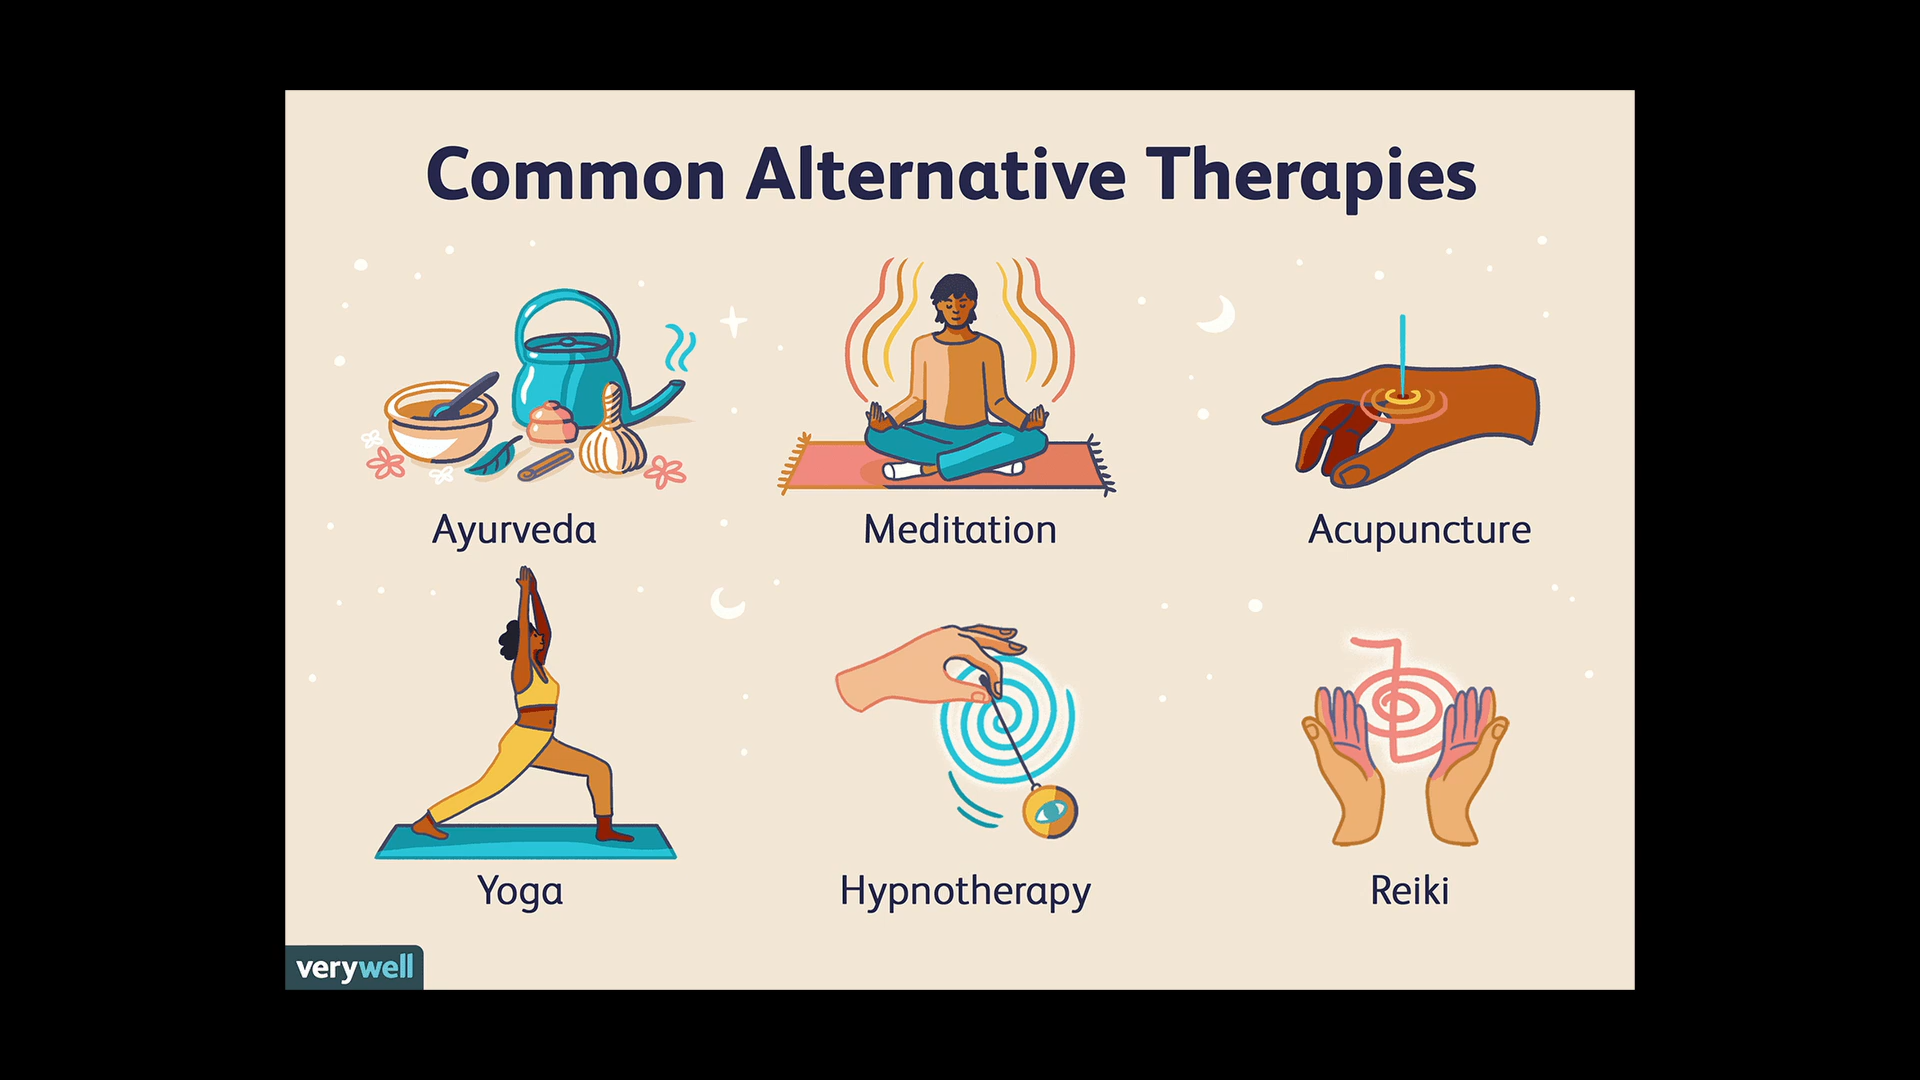 Common Alternative Therapies
Ayurveda
Meditation
Acupuncture
Yoga
Hypnotherapy
Reiki
verywell